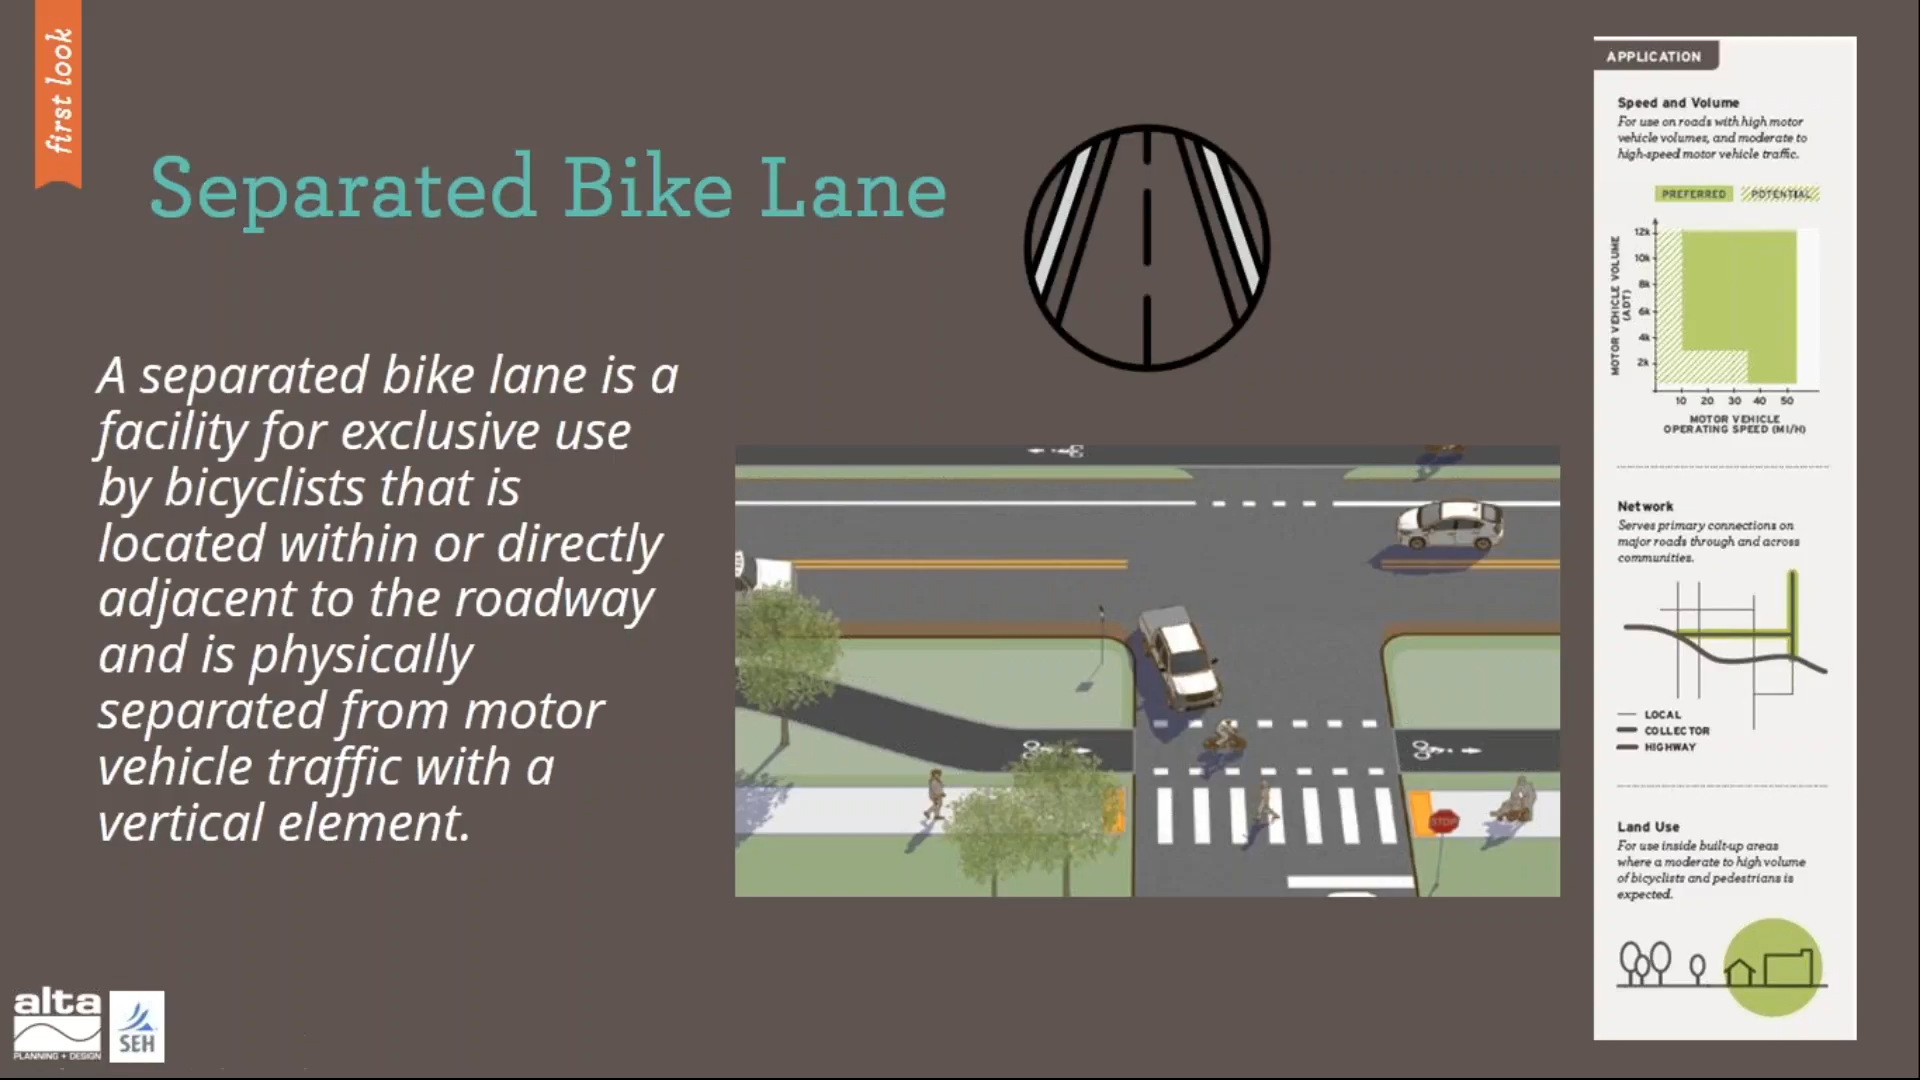 first look
Separated Bike Lane
A separated bike lane is a
facility for exclusive use
by bicyclists that is
located within or directly
adjacent to the roadway
and is physically
separated from motor
vehicle traffic with a
vertical element.
STOP
APPLICATION
Speed and Volume
For use on roads with high motor
vehicle volumes, and moderate to
high-speed motor vehicle traffic.
PREFERRED POTENTIAL
MOTOR VEHICLE VOLUME
(ADT)
12k
10k
8k
6k
4k
2k
10 20 30 40 50
MOTOR VEHICLE
OPERATING SPEED (MI/H)
Network
Serves primary connections on
major roads through and across
communities.
LOCAL
COLLECTOR
HIGHWAY
Land Use
For use inside built-up areas
where a moderate to high volume
of bicyclists and pedestrians is
expected.
alta
PLANNING + DESIGN
SEH